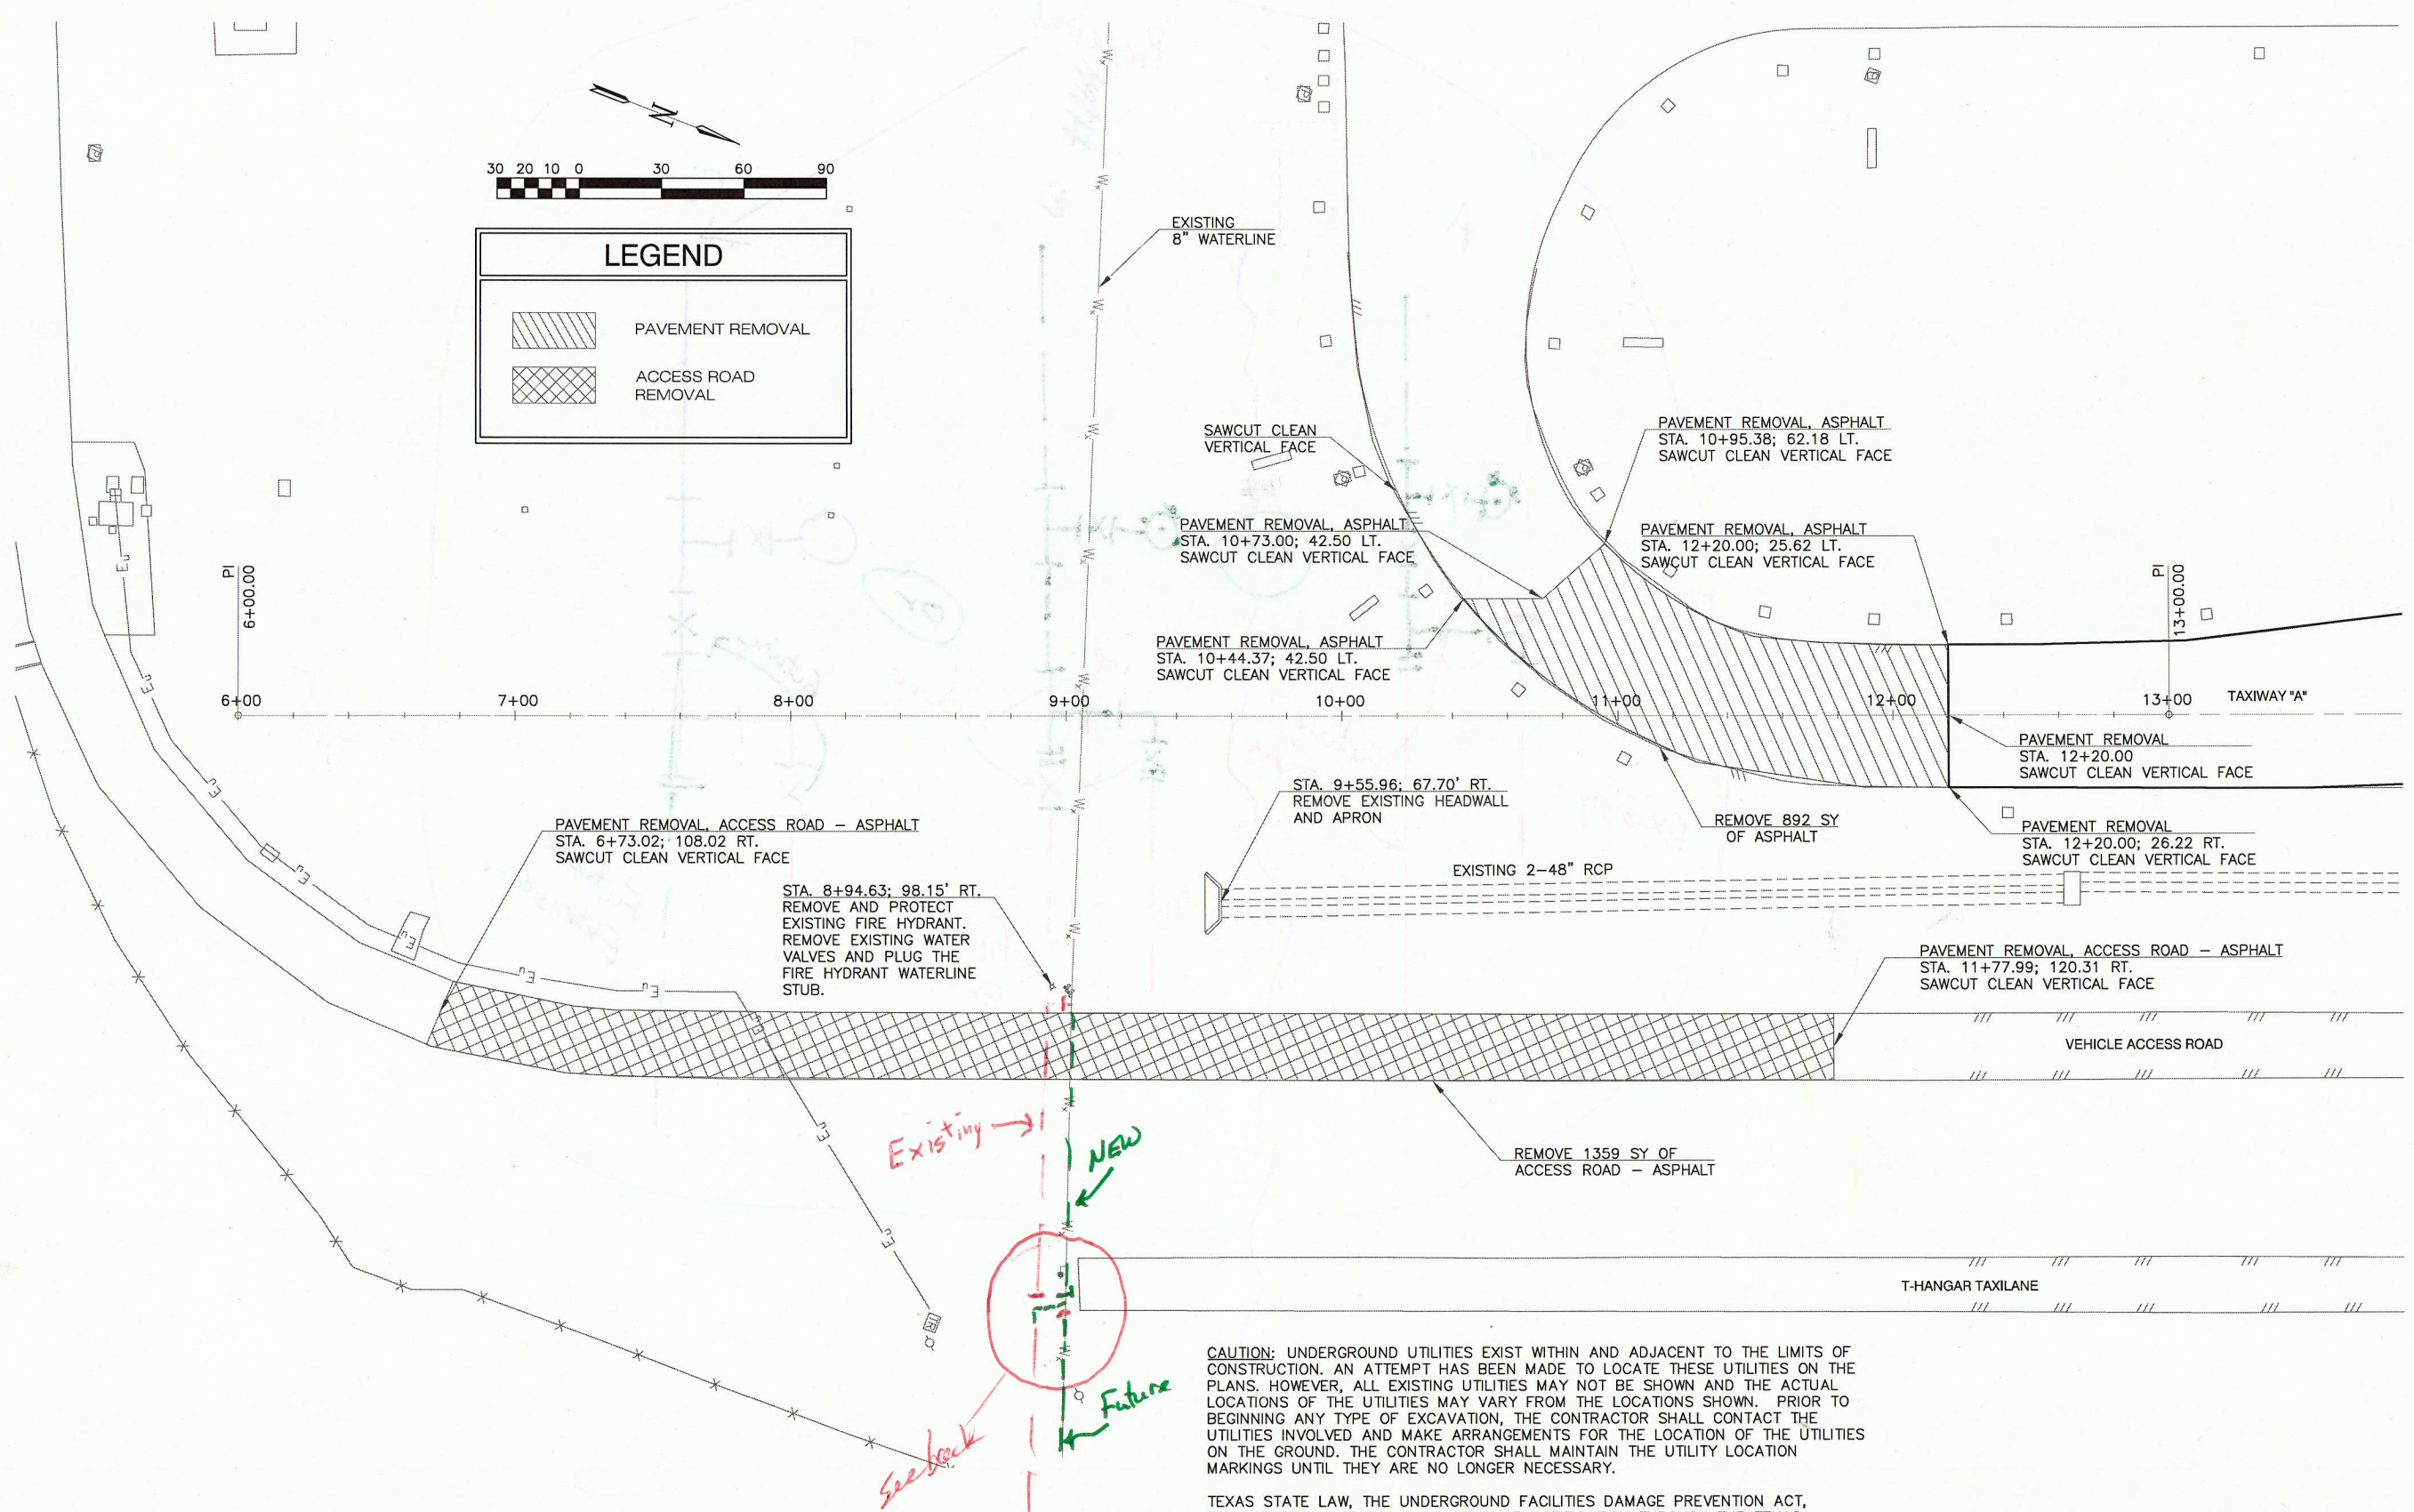 N
30 20 10 0 30 60 90
LEGEND
PAVEMENT REMOVAL
ACCESS ROAD
REMOVAL
EXISTING
8" WATERLINE
SAWCUT CLEAN
VERTICAL FACE
PAVEMENT REMOVAL, ASPHALT
STA. 10+95.38; 62.18 LT.
SAWCUT CLEAN VERTICAL FACE
PAVEMENT REMOVAL, ASPHALT
STA. 10+73.00; 42.50 LT.
SAWCUT CLEAN VERTICAL FACE
PAVEMENT REMOVAL, ASPHALT
STA. 12+20.00; 25.62 LT.
SAWCUT CLEAN VERTICAL FACE
PAVEMENT REMOVAL, ASPHALT
STA. 10+44.37; 42.50 LT.
SAWCUT CLEAN VERTICAL FACE
PI
6+00.00
PI
13+00.00
6+00 7+00 8+00 9+00 10+00 11+00 12+00 13+00 TAXIWAY "A"
PAVEMENT REMOVAL
STA. 12+20.00
SAWCUT CLEAN VERTICAL FACE
STA. 9+55.96; 67.70' RT.
REMOVE EXISTING HEADWALL
AND APRON
REMOVE 892 SY
OF ASPHALT
PAVEMENT REMOVAL
STA. 12+20.00; 26.22 RT.
SAWCUT CLEAN VERTICAL FACE
PAVEMENT REMOVAL, ACCESS ROAD – ASPHALT
STA. 6+73.02; 108.02 RT.
SAWCUT CLEAN VERTICAL FACE
EXISTING 2–48" RCP
STA. 8+94.63; 98.15' RT.
REMOVE AND PROTECT
EXISTING FIRE HYDRANT.
REMOVE EXISTING WATER
VALVES AND PLUG THE
FIRE HYDRANT WATERLINE
STUB.
PAVEMENT REMOVAL, ACCESS ROAD – ASPHALT
STA. 11+77.99; 120.31 RT.
SAWCUT CLEAN VERTICAL FACE
VEHICLE ACCESS ROAD
Existing
NEW
REMOVE 1359 SY OF
ACCESS ROAD – ASPHALT
T-HANGAR TAXILANE
TR
Future
See back
CAUTION: UNDERGROUND UTILITIES EXIST WITHIN AND ADJACENT TO THE LIMITS OF
CONSTRUCTION. AN ATTEMPT HAS BEEN MADE TO LOCATE THESE UTILITIES ON THE
PLANS. HOWEVER, ALL EXISTING UTILITIES MAY NOT BE SHOWN AND THE ACTUAL
LOCATIONS OF THE UTILITIES MAY VARY FROM THE LOCATIONS SHOWN. PRIOR TO
BEGINNING ANY TYPE OF EXCAVATION, THE CONTRACTOR SHALL CONTACT THE
UTILITIES INVOLVED AND MAKE ARRANGEMENTS FOR THE LOCATION OF THE UTILITIES
ON THE GROUND. THE CONTRACTOR SHALL MAINTAIN THE UTILITY LOCATION
MARKINGS UNTIL THEY ARE NO LONGER NECESSARY.
TEXAS STATE LAW, THE UNDERGROUND FACILITIES DAMAGE PREVENTION ACT,